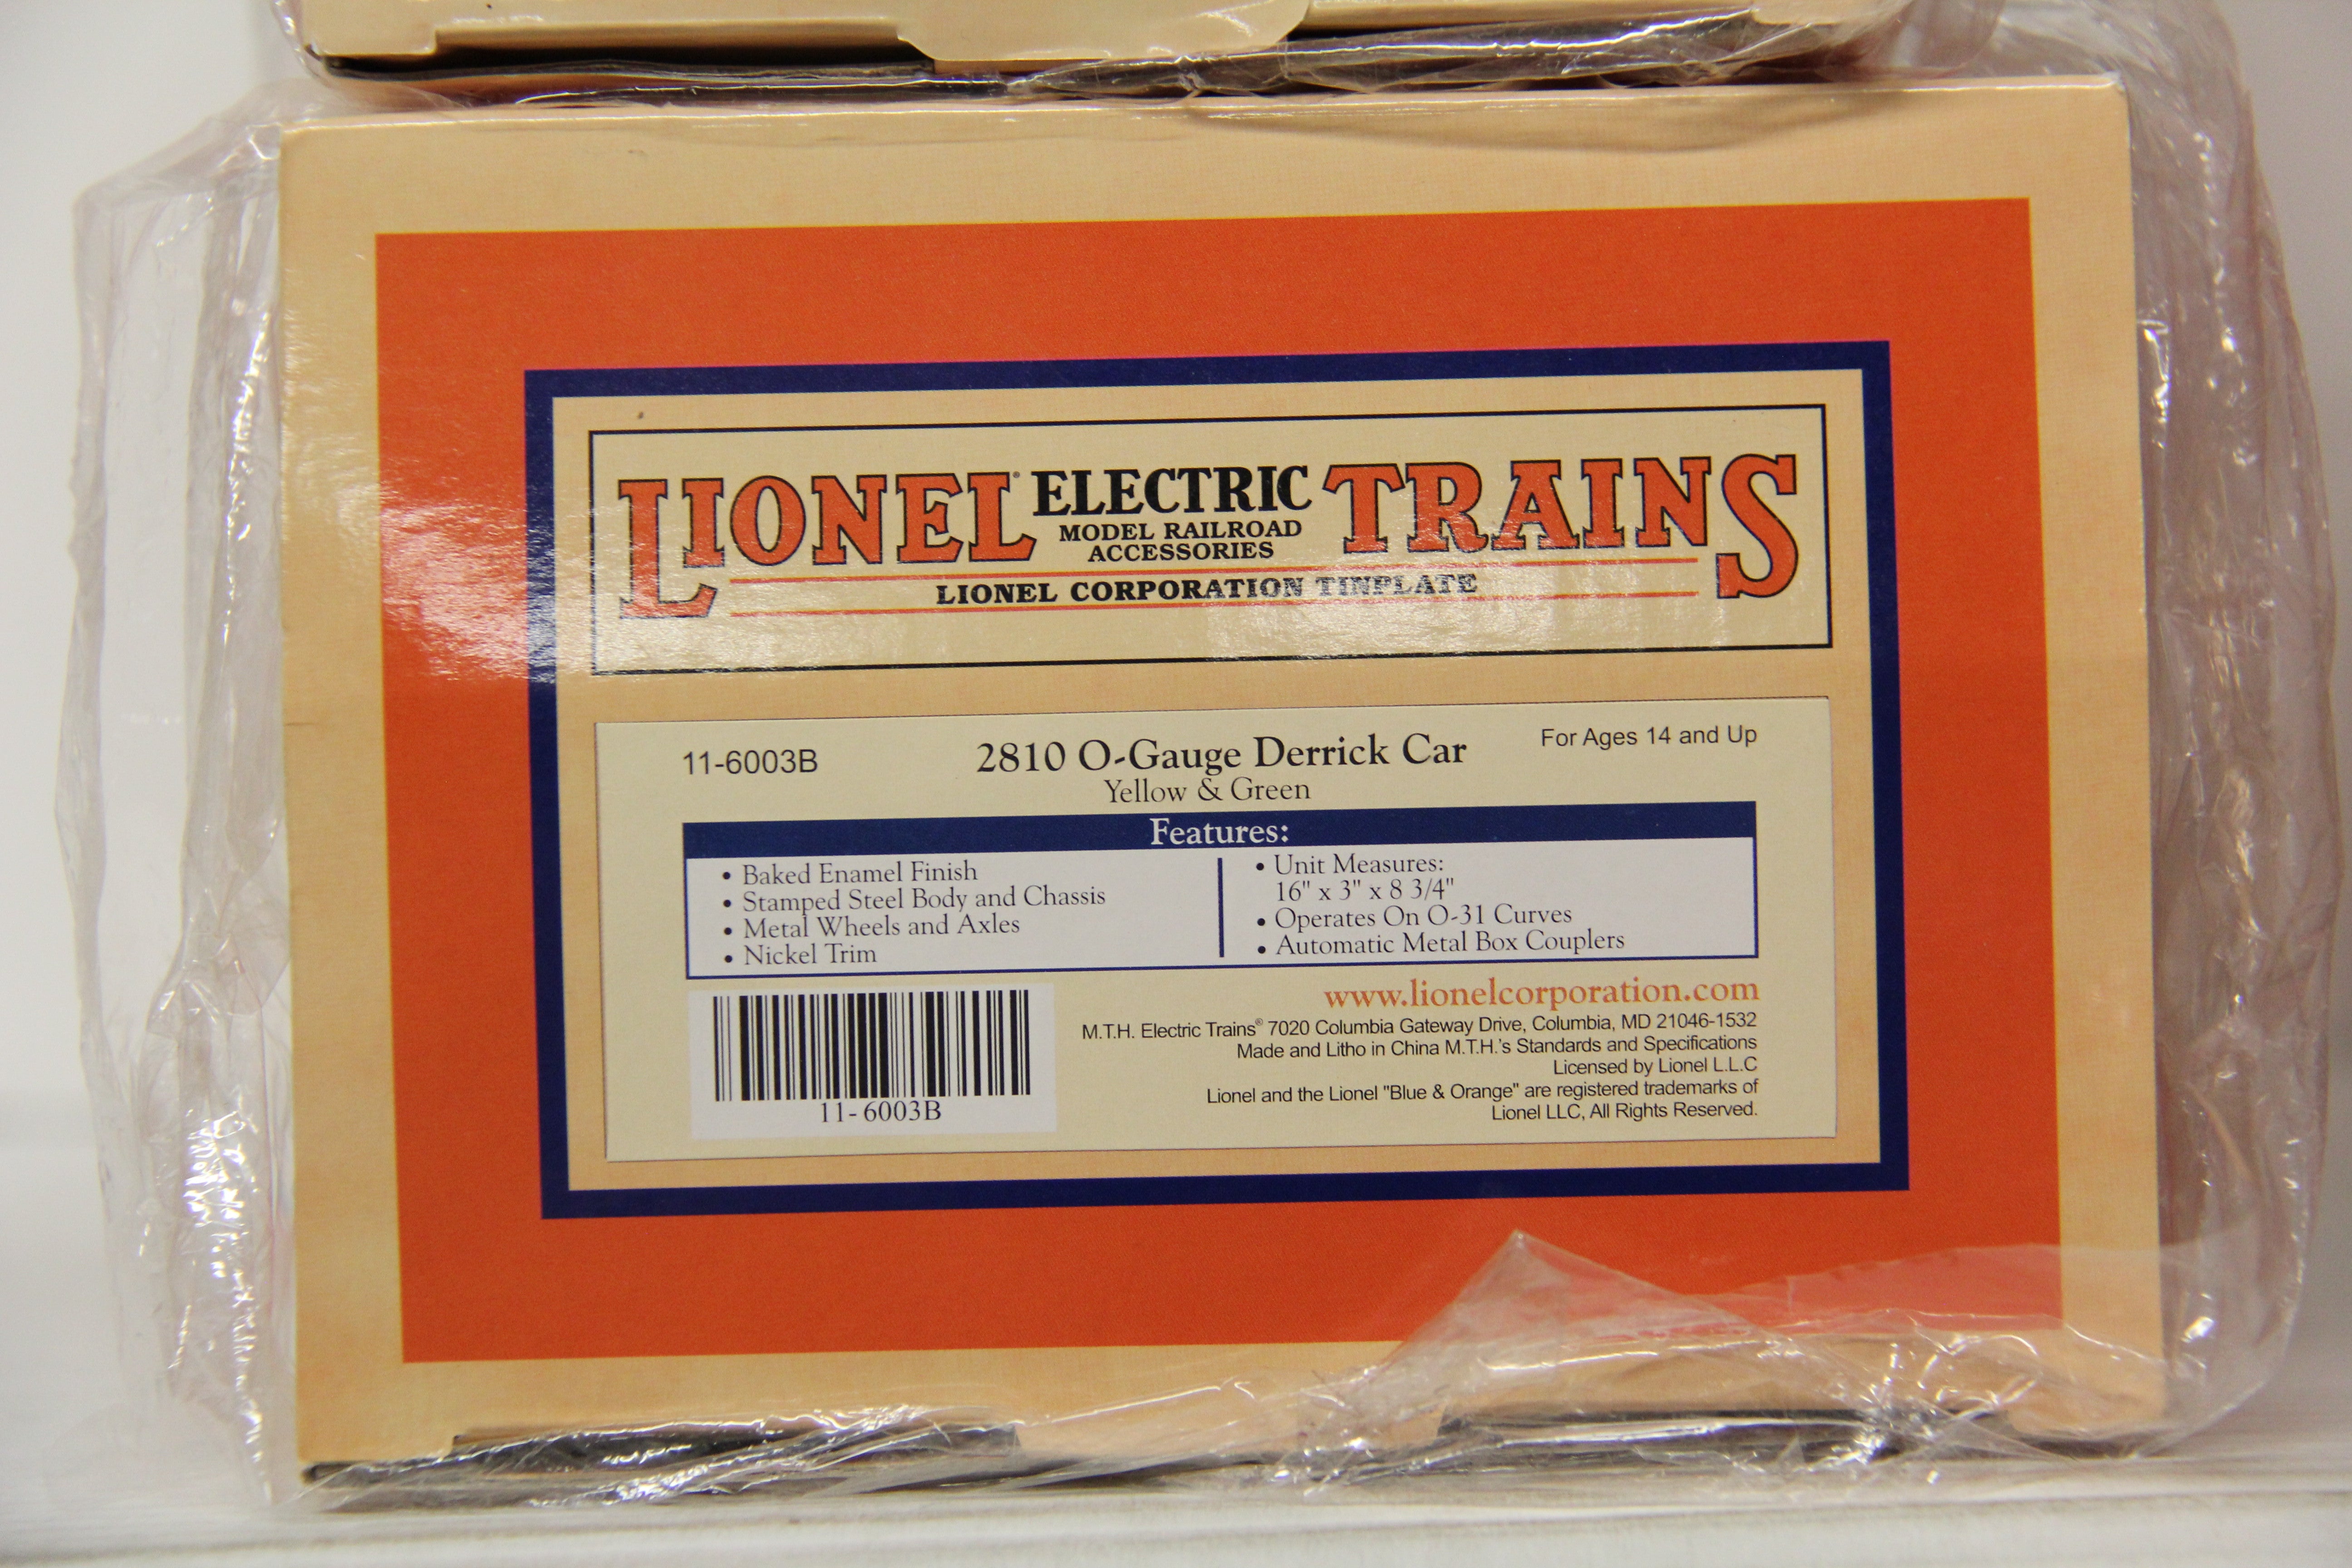 LIONEL® ELECTRIC TRAINS
MODEL RAILROAD
ACCESSORIES
LIONEL CORPORATION TINPLATE
11-6003B
2810 O-Gauge Derrick Car
For Ages 14 and Up
Yellow & Green
Features:
• Baked Enamel Finish
• Stamped Steel Body and Chassis
• Metal Wheels and Axles
• Nickel Trim
• Unit Measures:
16" x 3" x 8 3/4"
• Operates On O-31 Curves
• Automatic Metal Box Couplers
11-6003B
www.lionelcorporation.com
M.T.H. Electric Trains® 7020 Columbia Gateway Drive, Columbia, MD 21046-1532
Made and Litho in China M.T.H.'s Standards and Specifications
Licensed by Lionel L.L.C
Lionel and the Lionel "Blue & Orange" are registered trademarks of
Lionel LLC, All Rights Reserved.